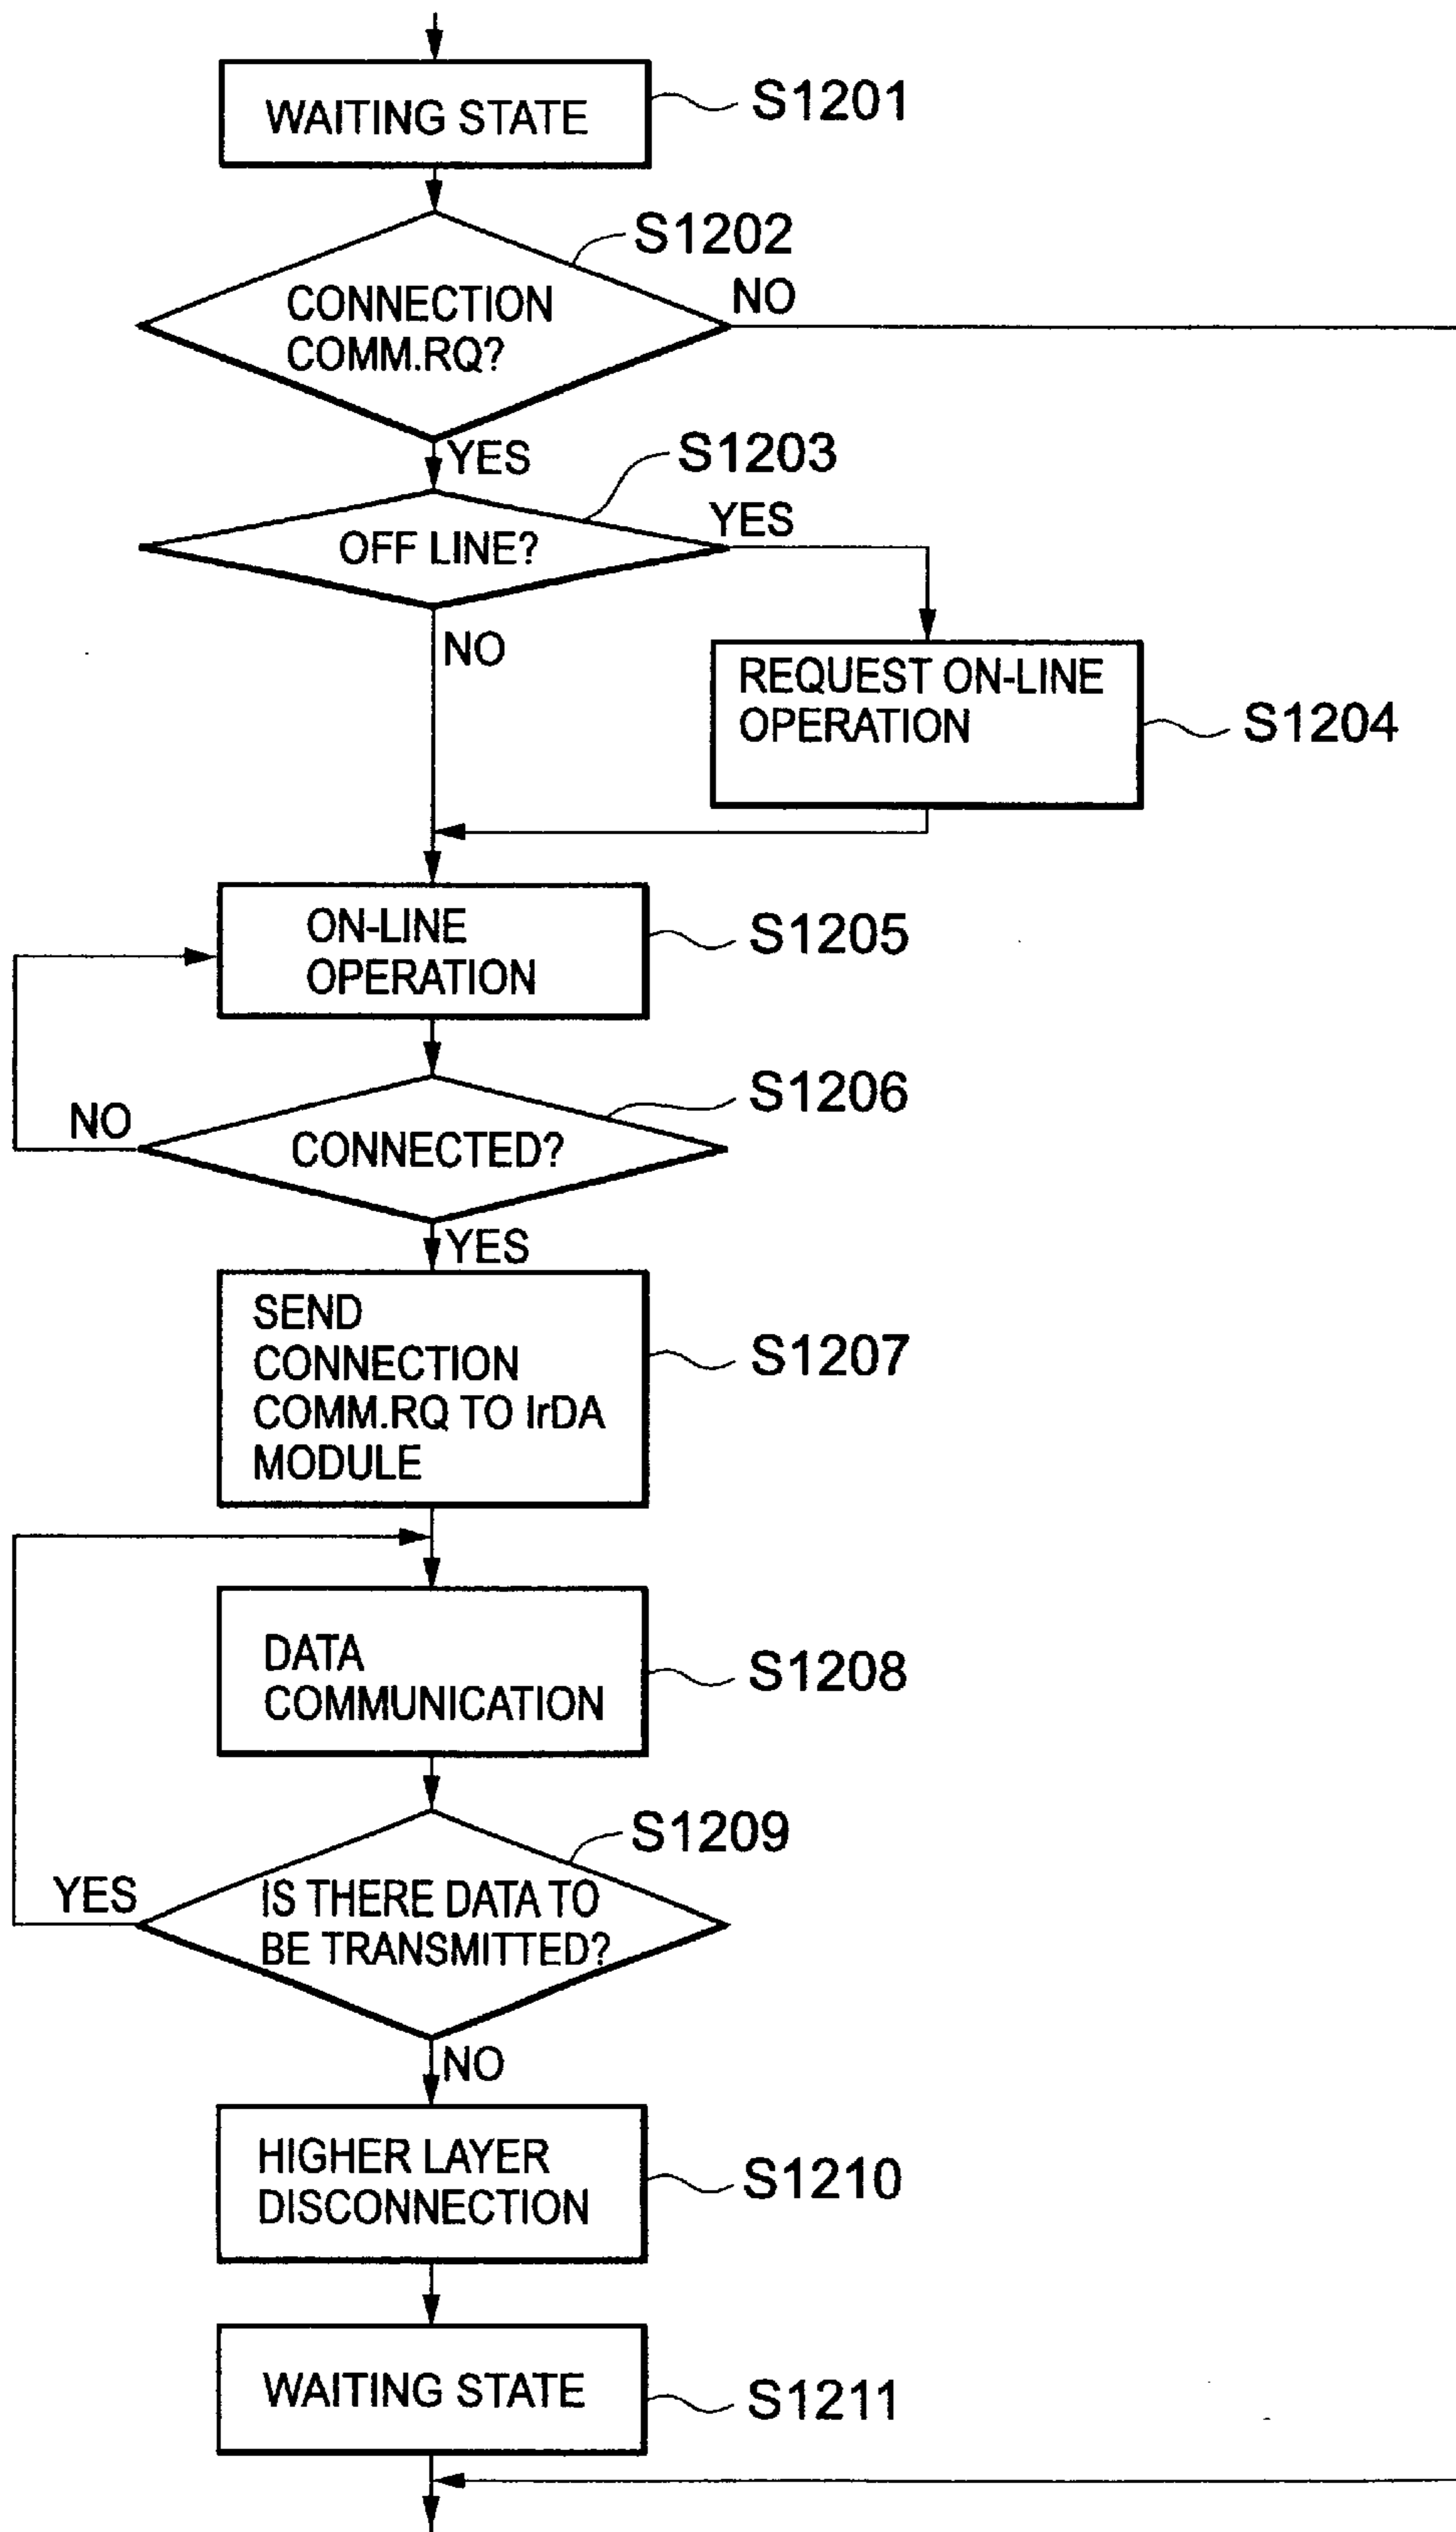 WAITING STATE
S1201
S1202
CONNECTION
COMM.RQ?
NO
YES
S1203
OFF LINE?
YES
NO
REQUEST ON-LINE
OPERATION
S1204
ON-LINE
OPERATION
S1205
S1206
CONNECTED?
NO
YES
SEND
CONNECTION
COMM.RQ TO IrDA
MODULE
S1207
DATA
COMMUNICATION
S1208
S1209
IS THERE DATA TO
BE TRANSMITTED?
YES
NO
HIGHER LAYER
DISCONNECTION
S1210
WAITING STATE
S1211